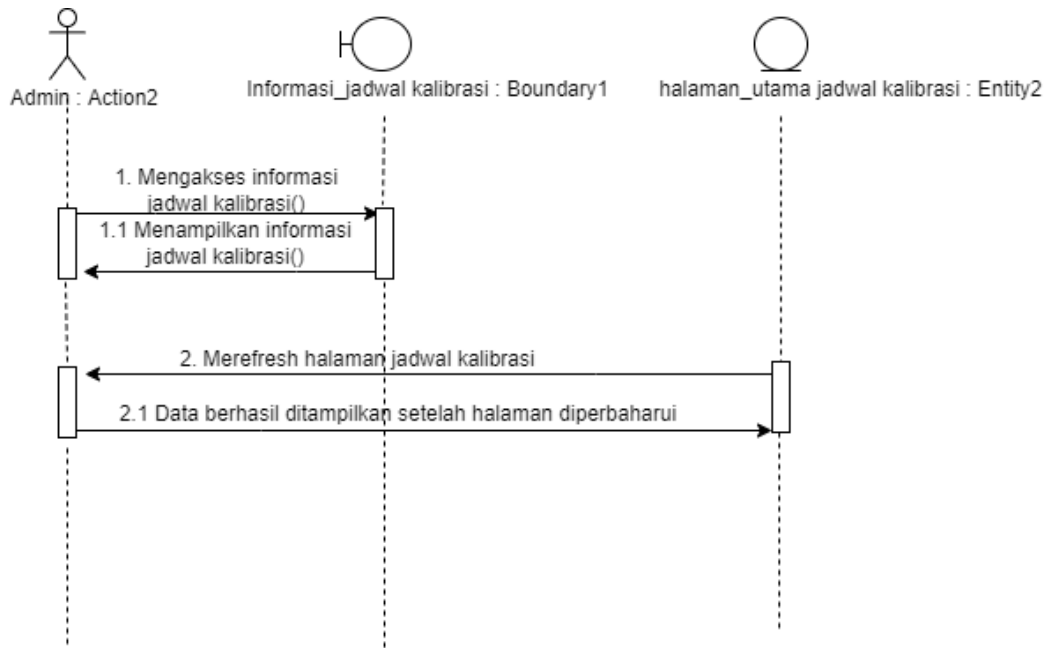 Admin : Action2
Informasi_jadwal kalibrasi : Boundary1
halaman_utama jadwal kalibrasi : Entity2
1. Mengakses informasi
jadwal kalibrasi()
1.1 Menampilkan informasi
jadwal kalibrasi()
2. Merefresh halaman jadwal kalibrasi
2.1 Data berhasil ditampilkan setelah halaman diperbaharui